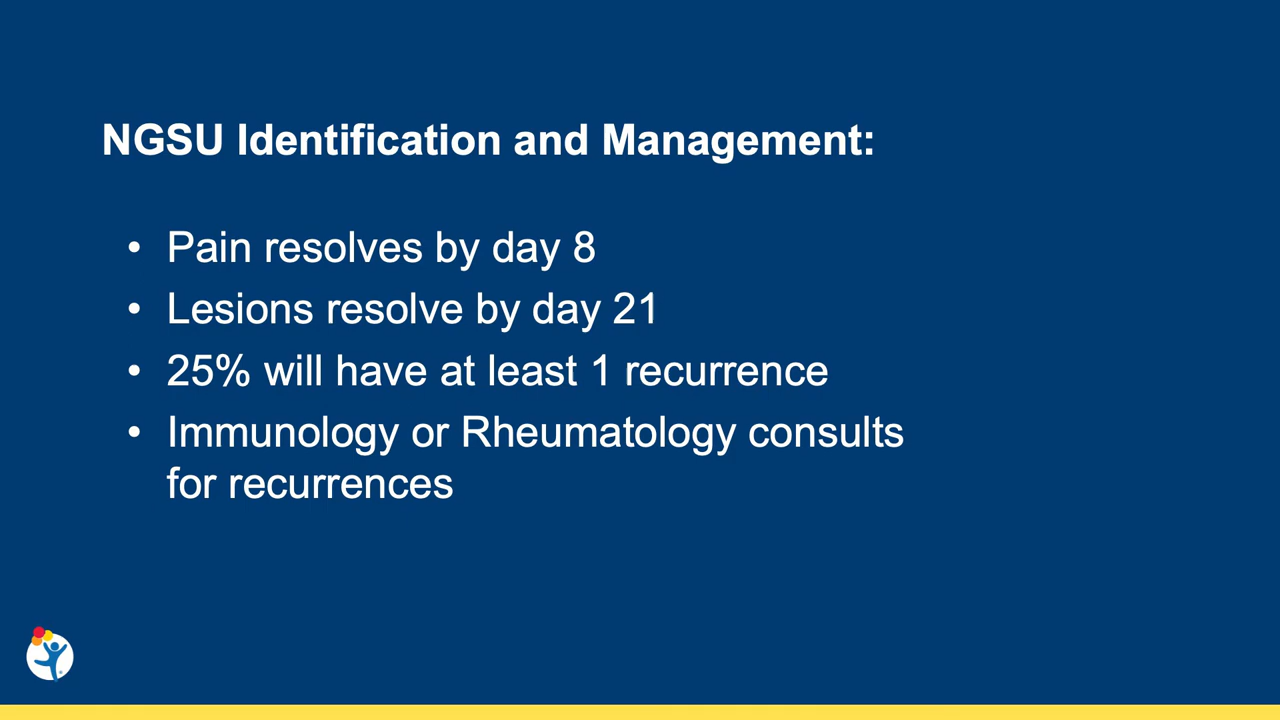 NGSU Identification and Management:
• Pain resolves by day 8
• Lesions resolve by day 21
• 25% will have at least 1 recurrence
• Immunology or Rheumatology consults
for recurrences